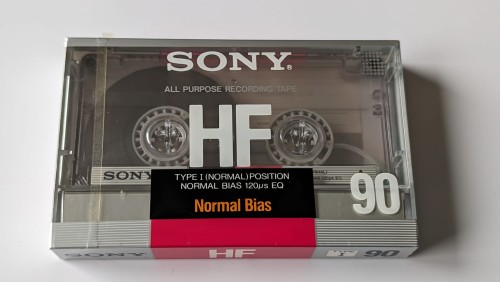 SONY®
ALL PURPOSE RECORDING TAPE
HF
SONY
TYPE I (NORMAL) POSITION
NORMAL BIAS 120μs EQ
90
Normal Bias
SONY
HF
I
90